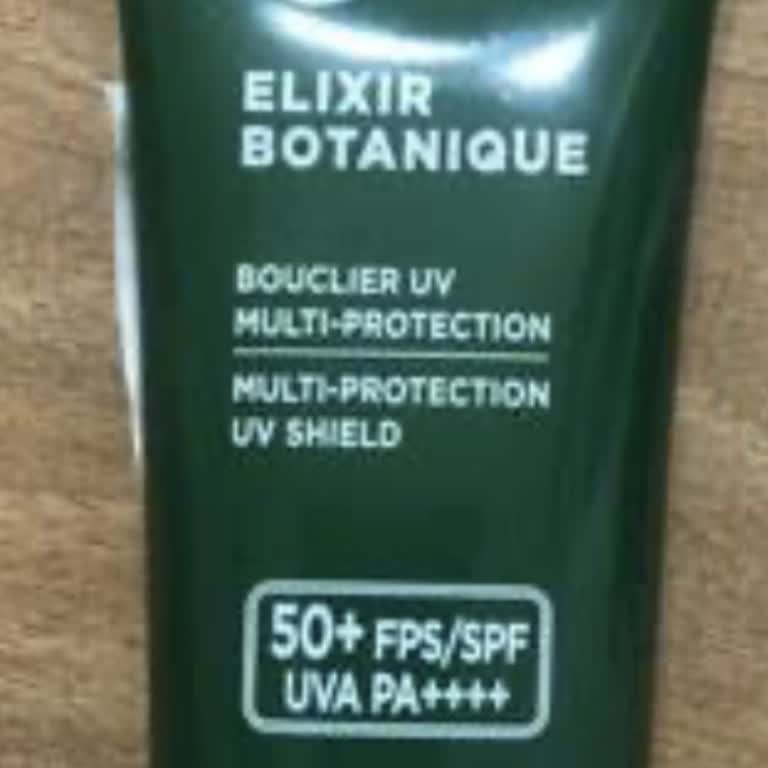 ELIXIR
BOTANIQUE
BOUCLIER UV
MULTI-PROTECTION
MULTI-PROTECTION
UV SHIELD
50+ FPS/SPF
UVA PA++++